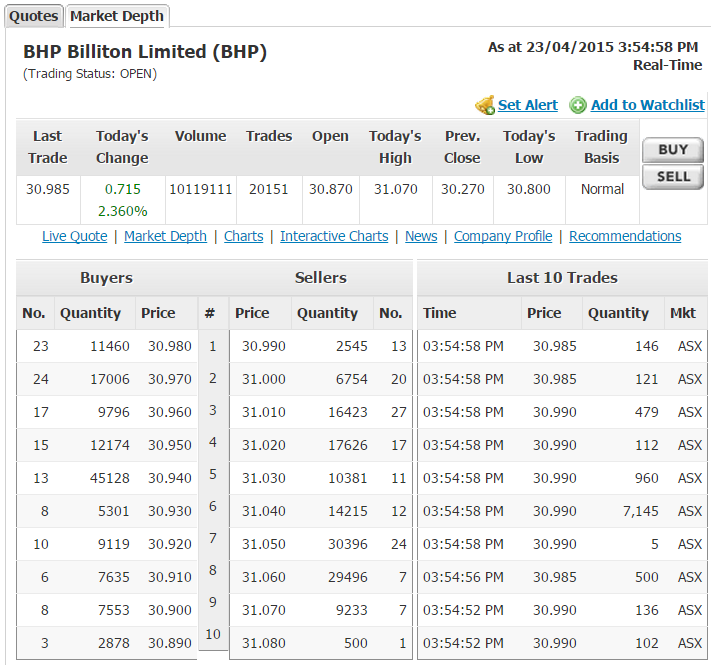 Quotes Market Depth
BHP Billiton Limited (BHP) As at 23/04/2015 3:54:58 PM
(Trading Status: OPEN) Real-Time
Set Alert Add to Watchlist
Last Trade Today's Change Volume Trades Open Today's High Prev. Close Today's Low Trading Basis BUY
30.985 0.715 10119111 20151 30.870 31.070 30.270 30.800 Normal SELL
2.360%
Live Quote | Market Depth | Charts | Interactive Charts | News | Company Profile | Recommendations
Buyers Sellers Last 10 Trades
No. Quantity Price # Price Quantity No. Time Price Quantity Mkt
23 11460 30.980 1 30.990 2545 13 03:54:58 PM 30.985 146 ASX
24 17006 30.970 2 31.000 6754 20 03:54:58 PM 30.985 121 ASX
17 9796 30.960 3 31.010 16423 27 03:54:58 PM 30.990 479 ASX
15 12174 30.950 4 31.020 17626 17 03:54:58 PM 30.990 112 ASX
13 45128 30.940 5 31.030 10381 11 03:54:58 PM 30.990 960 ASX
8 5301 30.930 6 31.040 14215 12 03:54:58 PM 30.990 7,145 ASX
10 9119 30.920 7 31.050 30396 24 03:54:58 PM 30.990 5 ASX
6 7635 30.910 8 31.060 29496 7 03:54:56 PM 30.985 500 ASX
8 7553 30.900 9 31.070 9233 7 03:54:52 PM 30.990 136 ASX
3 2878 30.890 10 31.080 500 1 03:54:52 PM 30.990 102 ASX